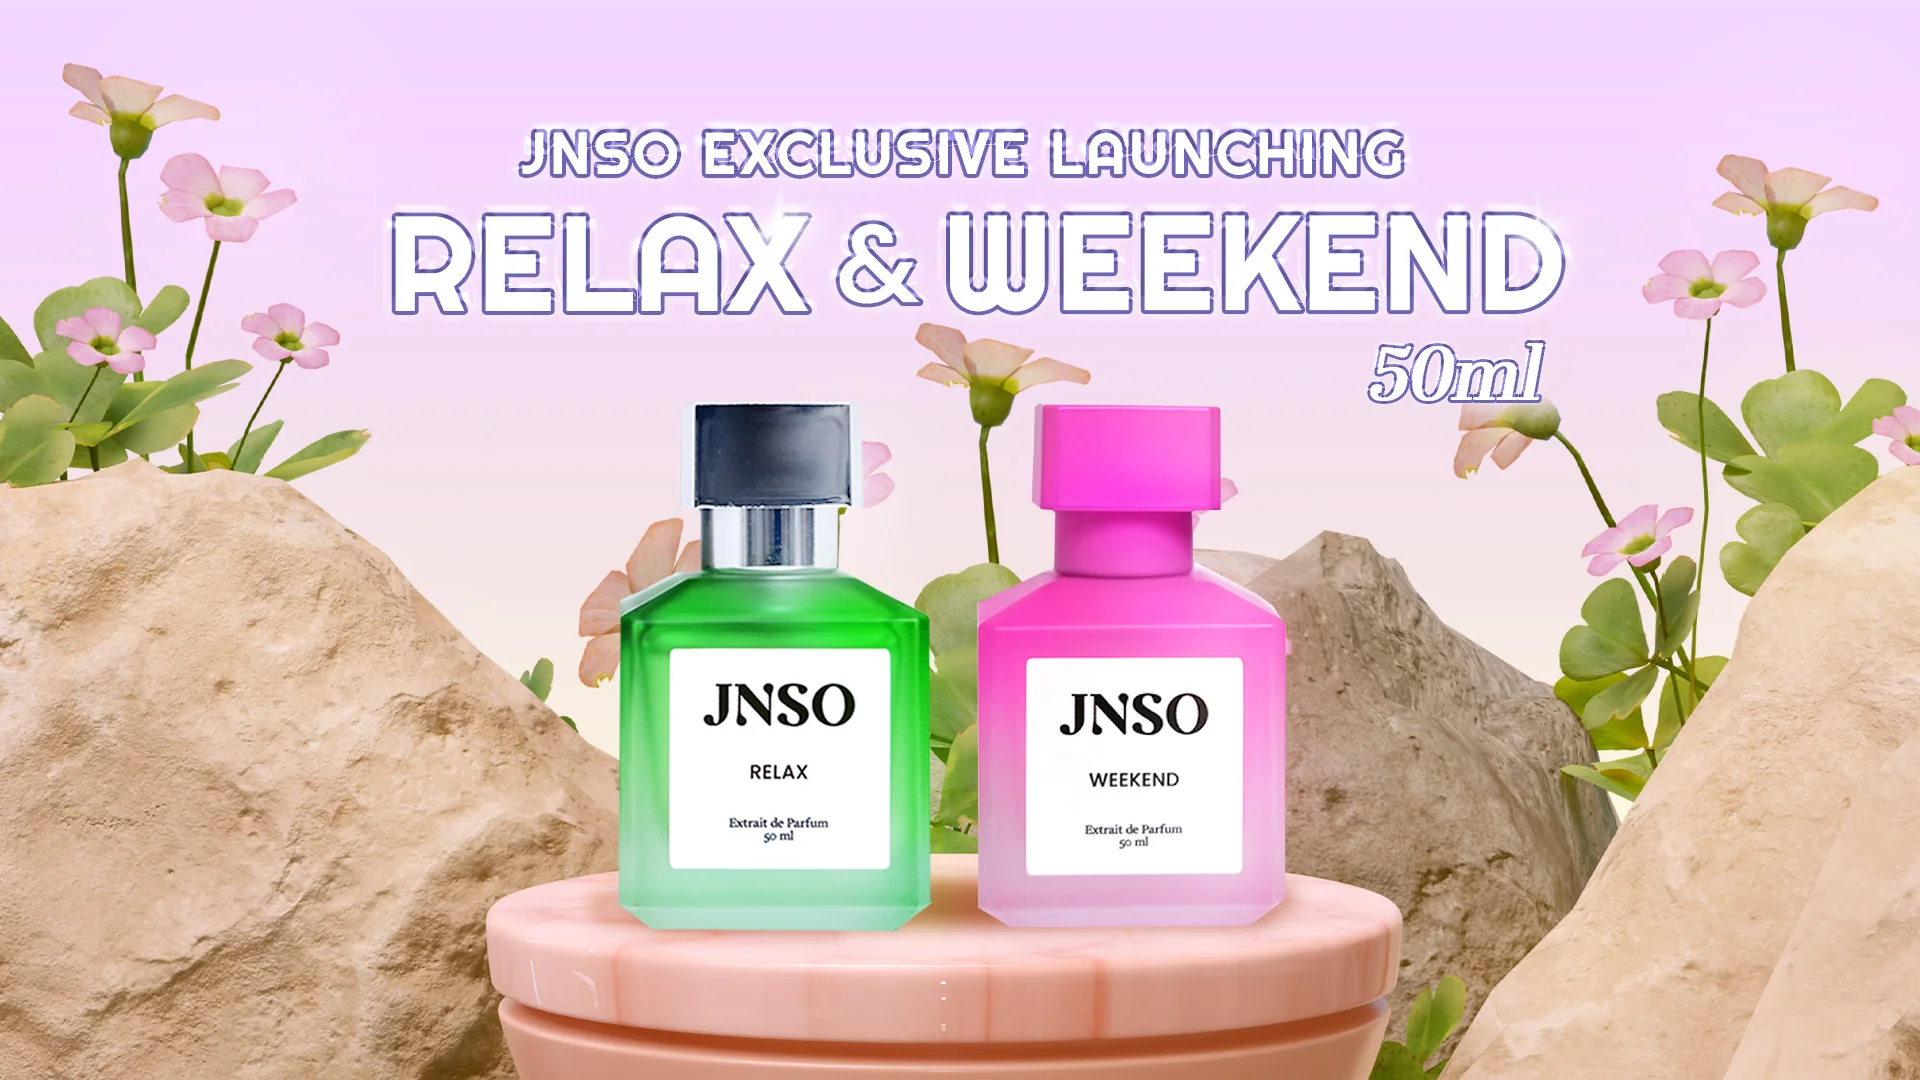 JNSO EXCLUSIVE LAUNCHING
RELAX & WEEKEND
50ml
JNSO
RELAX
Extrait de Parfum
50 ml
JNSO
WEEKEND
Extrait de Parfum
50 ml